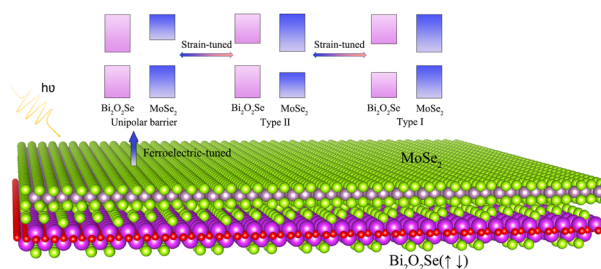 Strain-tuned Strain-tuned
Bi₂O₂Se MoSe₂ Bi₂O₂Se MoSe₂ Bi₂O₂Se MoSe₂
Unipolar barrier Type II Type I
hυ
Ferroelectric-tuned
MoSe₂
Bi₂O₂Se(↑ ↓)